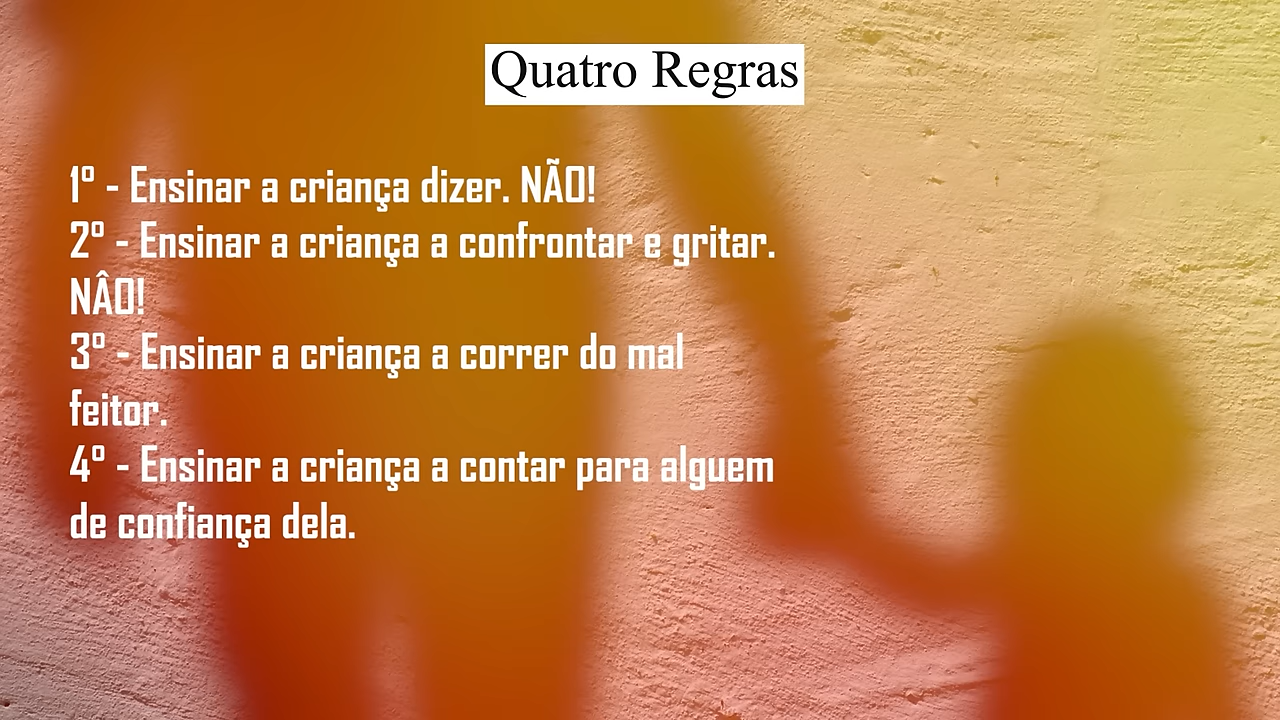 Quatro Regras
1º - Ensinar a criança dizer. NÃO!
2º - Ensinar a criança a confrontar e gritar.
NÂO!
3º - Ensinar a criança a correr do mal
feitor.
4º - Ensinar a criança a contar para alguem
de confiança dela.